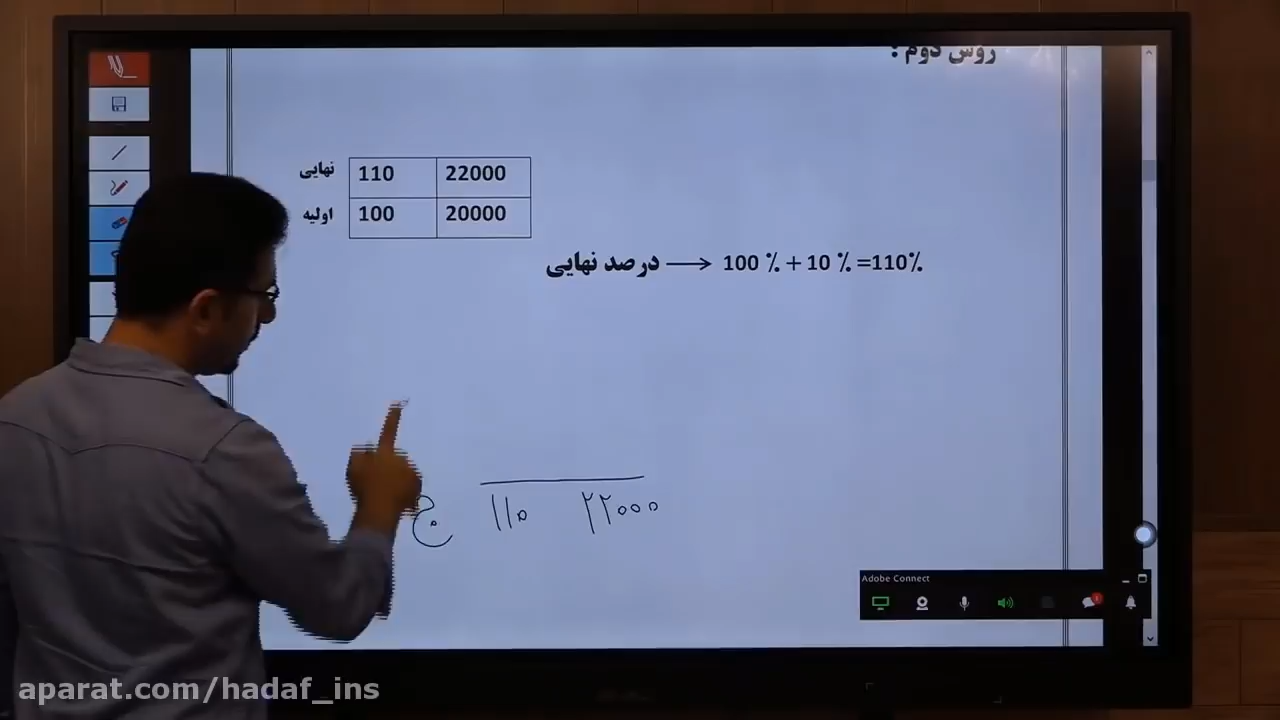 روش دوم :
نهایی 110 22000
اولیه 100 20000
درصد نهایی ⟶ 100 ٪ + 10 ٪ =110٪
ج ۱۱۰ ۲۲۰۰۰
Adobe Connect
1
aparat.com/hadaf_ins